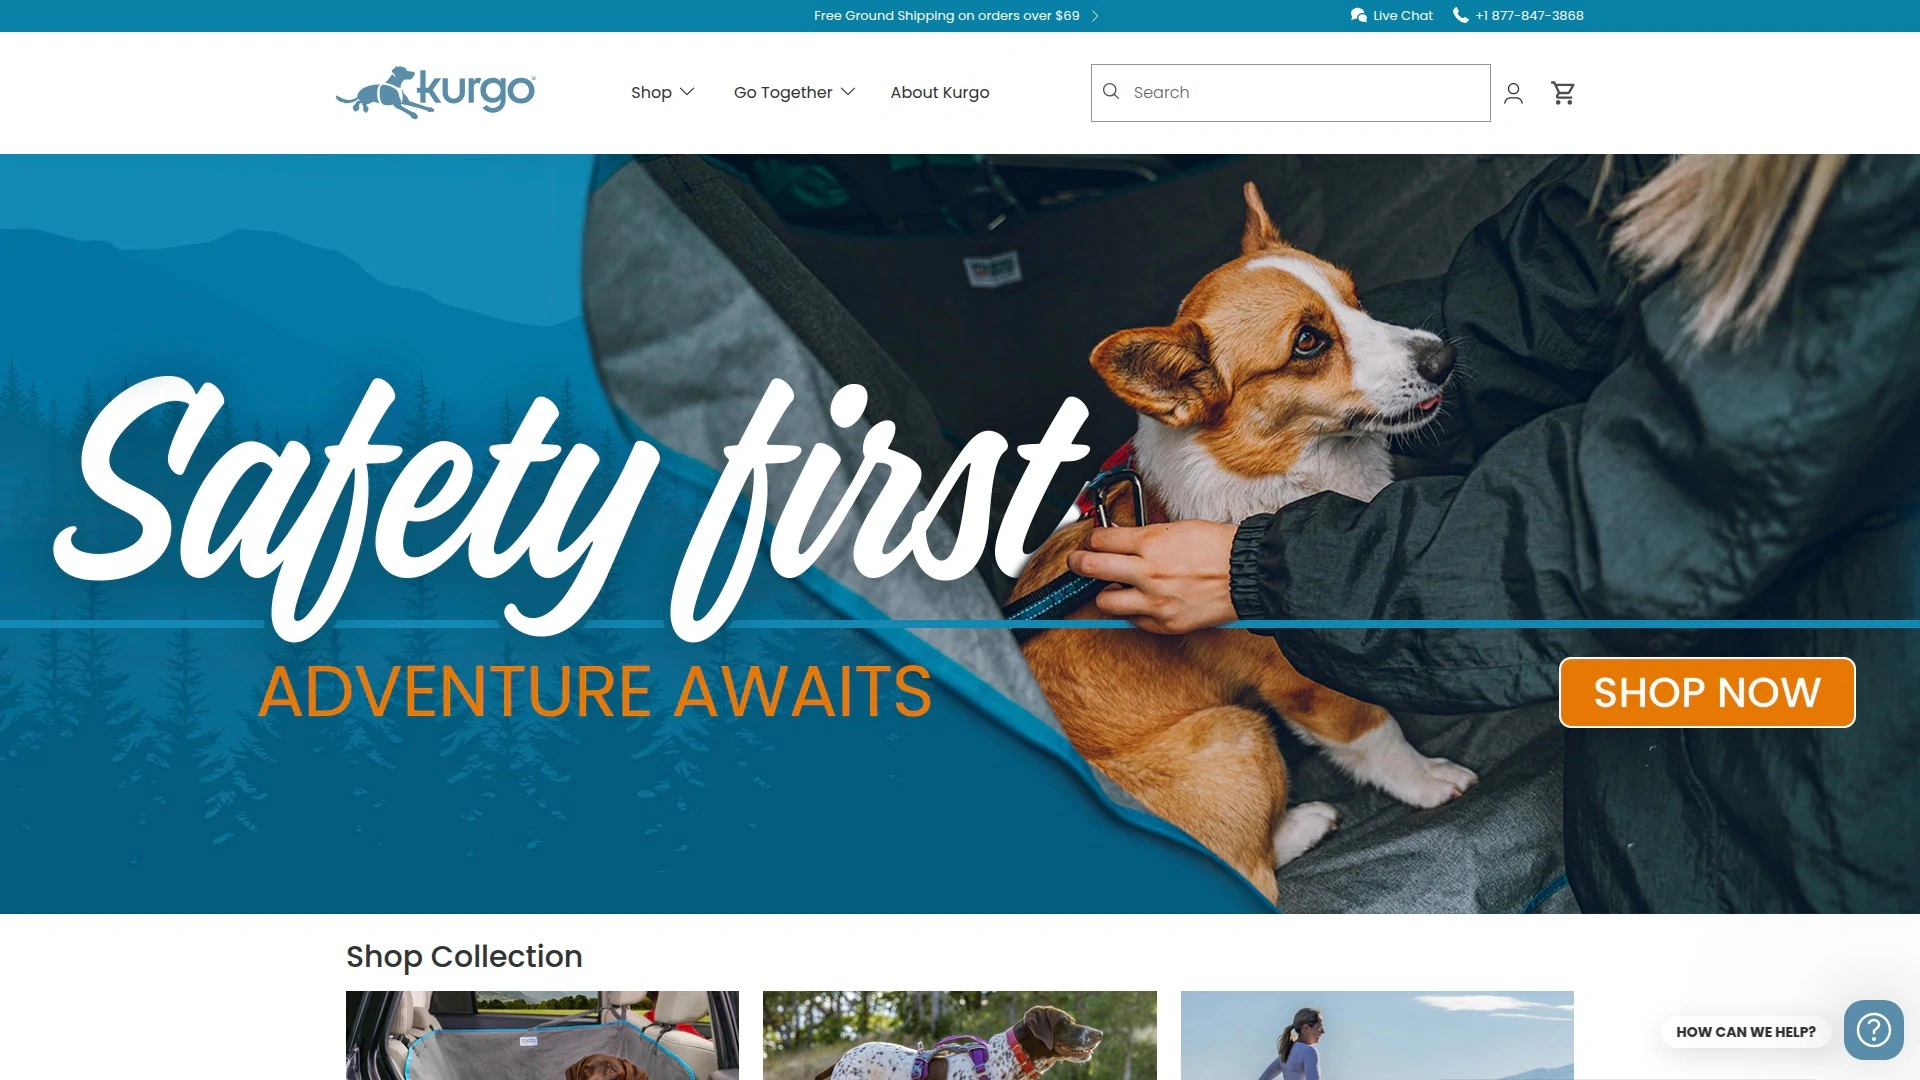 Free Ground Shipping on orders over $69
Live Chat
+1 877-847-3868
kurgo
Shop
Go Together
About Kurgo
Search
Safety first
ADVENTURE AWAITS
SHOP NOW
Shop Collection
HOW CAN WE HELP?